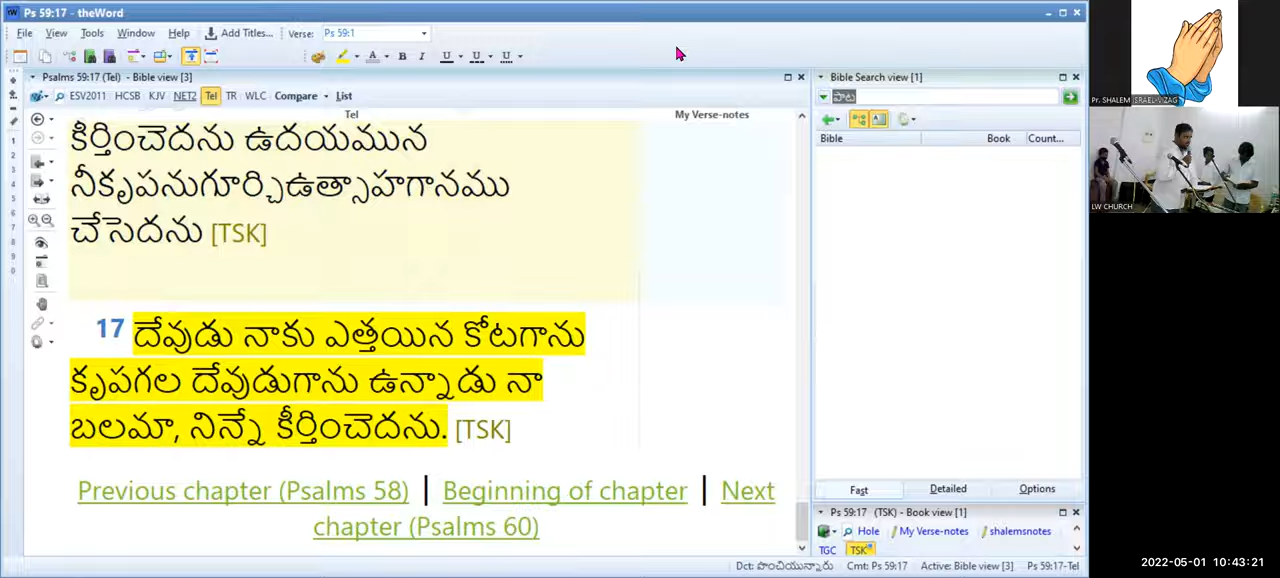 Ps 59:17 - theWord
File View Tools Window Help Add Titles... Verse: Ps 59:1
B I U U U
Psalms 59:17 (Tel) - Bible view [3]
ESV2011 HCSB KJV NET2 Tel TR WLC Compare List
Tel My Verse-notes
కీర్తించెదను ఉదయమున
నీకృపనుగూర్చిఉత్సాహగానము
చేసెదను [TSK]
17 దేవుడు నాకు ఎత్తయిన కోటగాను
కృపగల దేవుడుగాను ఉన్నాడు నా
బలమా, నిన్నే కీర్తించెదను. [TSK]
Previous chapter (Psalms 58) | Beginning of chapter | Next
chapter (Psalms 60)
Bible Search view [1]
పాట
Bible Book Count...
Fast Detailed Options
Ps 59:17 (TSK) - Book view [1]
Hole My Verse-notes shalemsnotes
TGC TSK
Dct: పొంచియున్నారు Cmt: Ps 59:17 Active: Bible view [3] Ps 59:17-Tel
Pr. SHALEM ISRAEL-VIZAG
LW CHURCH
2022-05-01 10:43:21